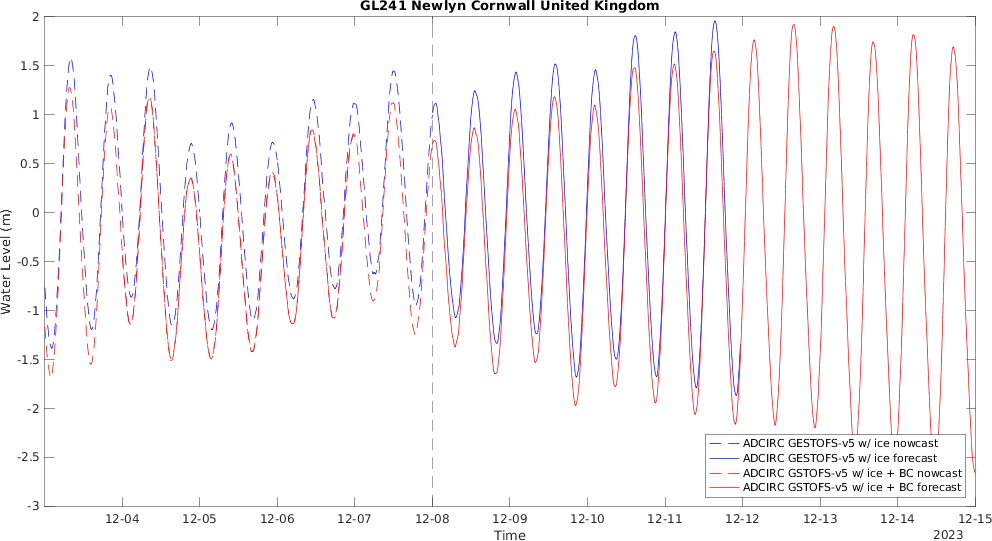 GL241 Newlyn Cornwall United Kingdom
2
1.5
1
0.5
0
-0.5
-1
-1.5
-2
-2.5
-3
Water Level (m)
ADCIRC GESTOFS-v5 w/ ice nowcast
ADCIRC GESTOFS-v5 w/ ice forecast
ADCIRC GSTOFS-v5 w/ ice + BC nowcast
ADCIRC GSTOFS-v5 w/ ice + BC forecast
12-04 12-05 12-06 12-07 12-08 12-09 12-10 12-11 12-12 12-13 12-14 12-15
Time
2023